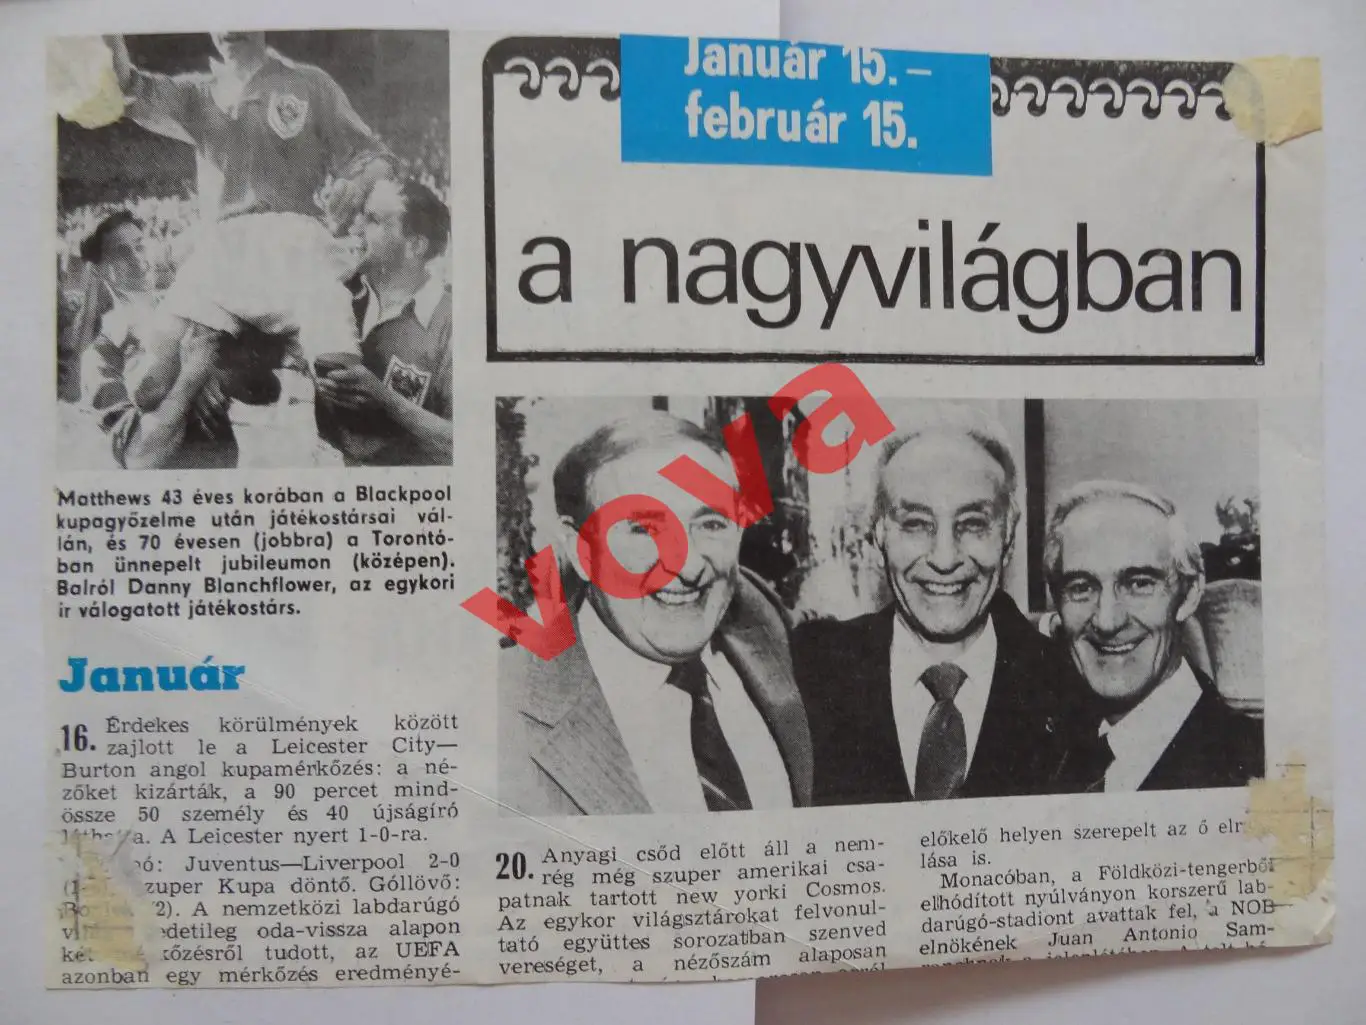 Január 15.–
február 15.
a nagyvilágban
Matthews 43 éves korában a Blackpool
kupagyőzelme után játékostársai vál-
lán, és 70 évesen (jobbra) a Torontó-
ban ünnepelt jubileumon (középen).
Balról Danny Blanchflower, az egykori
ír válogatott játékostárs.
Január
16. Érdekes körülmények között
zajlott le a Leicester City—
Burton angol kupamérkőzés: a né-
zőket kizárták, a 90 percet mind-
össze 50 személy és 40 újságíró
A Leicester nyert 1-0-ra.
Juventus—Liverpool 2-0
Kupa döntő. Góllövő:
A nemzetközi labdarúgó
oda-vissza alapon
tudott, az UEFA
azonban egy mérkőzés eredményé-
20. Anyagi csőd előtt áll a nem-
rég még szuper amerikai csa-
patnak tartott new yorki Cosmos.
Az egykor világsztárokat felvonul-
tató együttes sorozatban szenved
vereséget, a nézőszám alaposan
előkelő helyen szerepelt az ő
lása is.
Monacóban, a Földközi-tengerből
elhódított nyúlványon korszerű lab-
darúgó-stadiont avattak fel, a NOB
elnökének Juan Antonio Sam-
vova